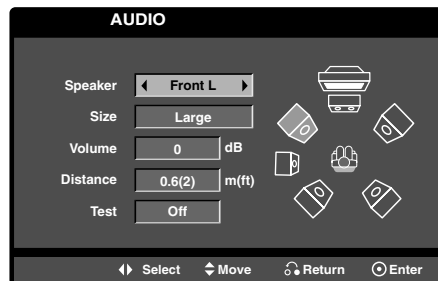 AUDIO
Speaker Front L
Size Large
Volume 0 dB
Distance 0.6(2) m(ft)
Test Off
Select Move Return Enter